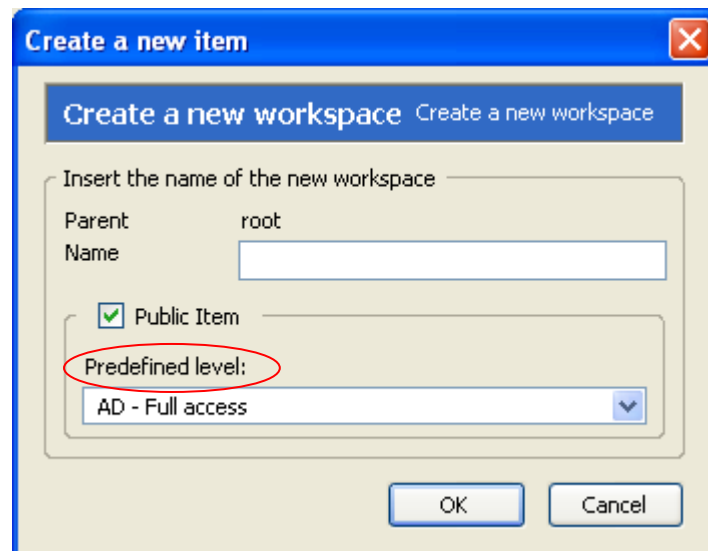 Create a new item
Create a new workspace Create a new workspace
Insert the name of the new workspace
Parent root
Name
Public Item
Predefined level:
AD - Full access
OK Cancel